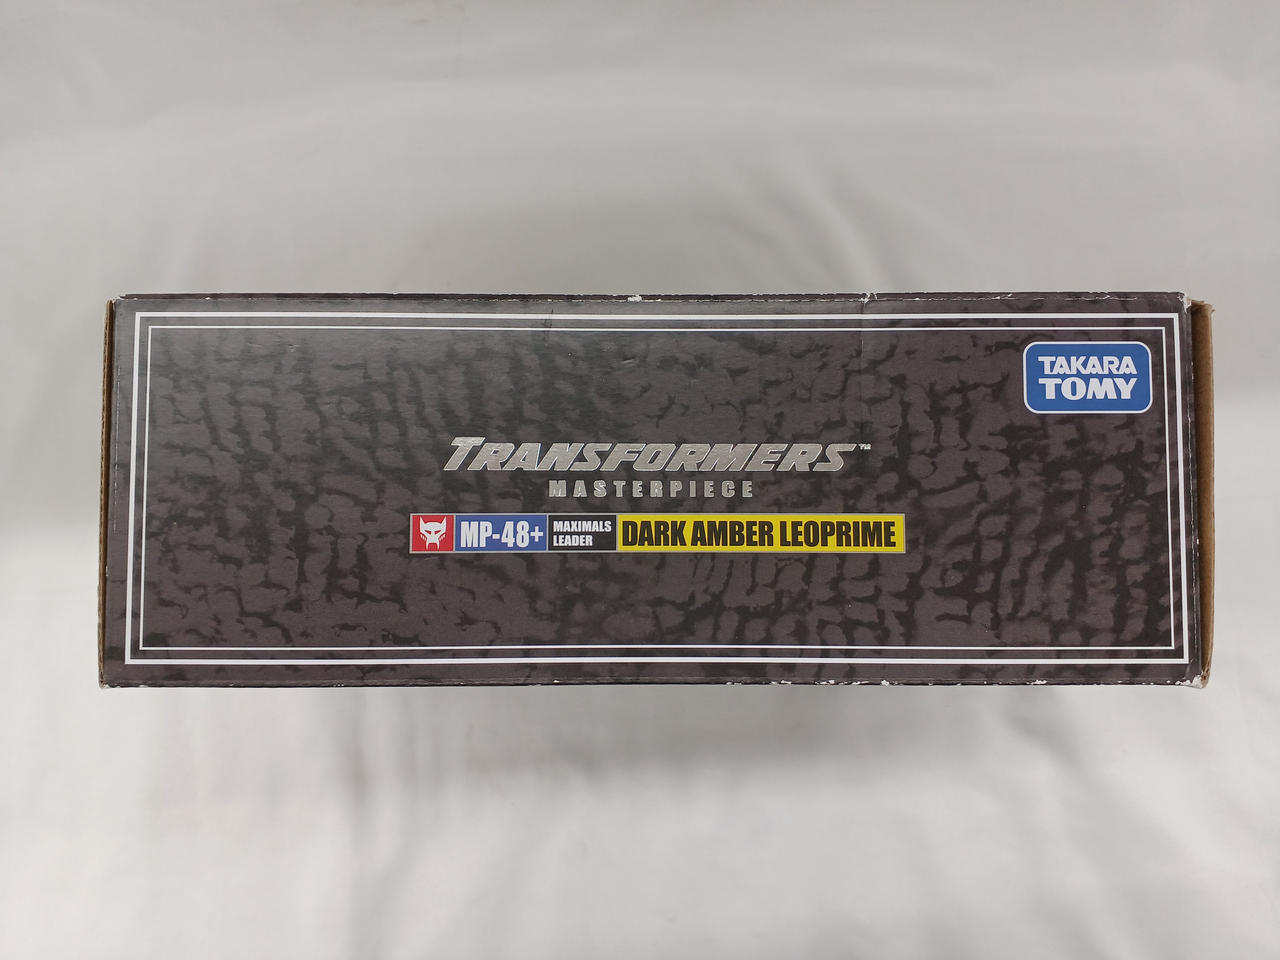 TAKARA
TOMY
TRANSFORMERS™
MASTERPIECE
MP-48+ MAXIMALS LEADER DARK AMBER LEOPRIME